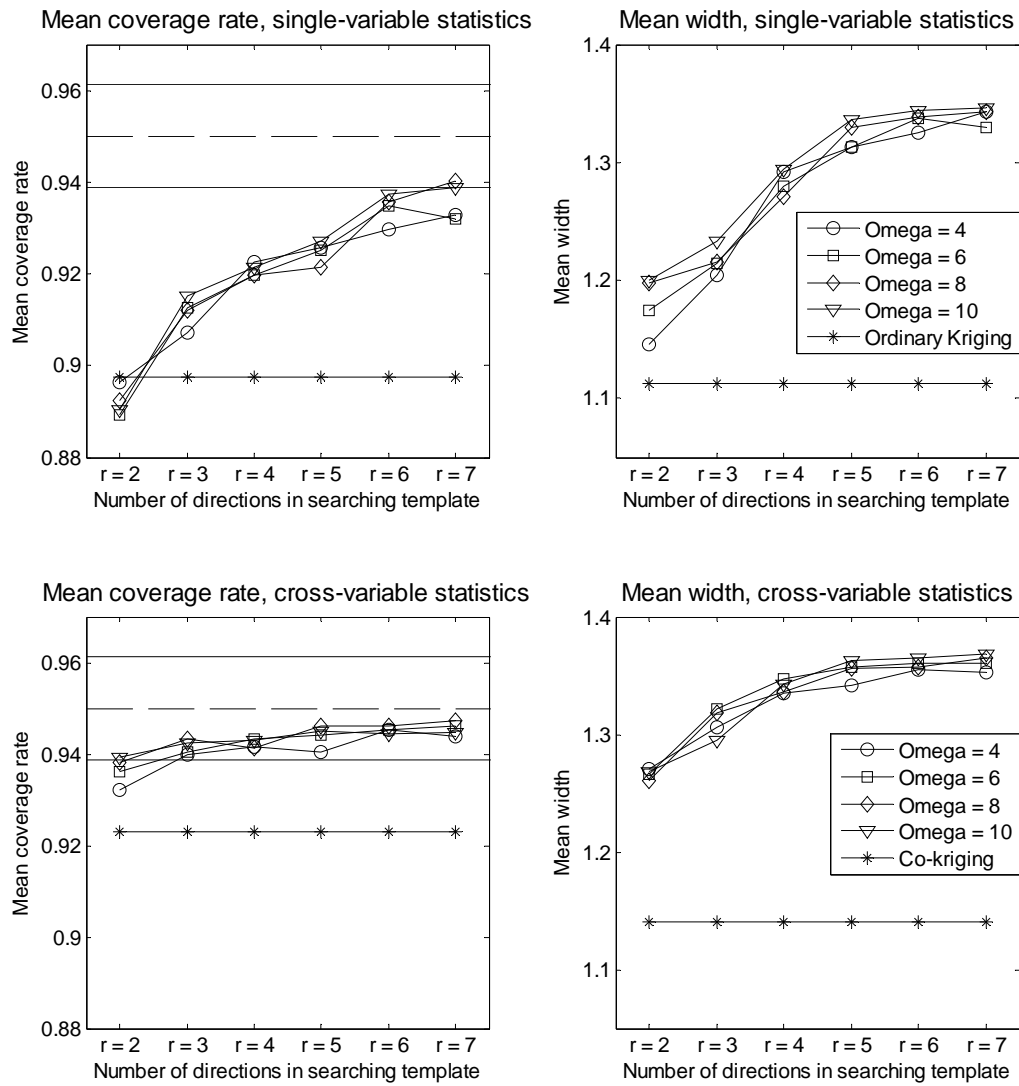 Mean coverage rate, single-variable statistics
0.96
0.94
0.92
0.9
0.88
Mean coverage rate
r = 2 r = 3 r = 4 r = 5 r = 6 r = 7
Number of directions in searching template
Mean width, single-variable statistics
1.4
1.3
1.2
1.1
Mean width
Omega = 4
Omega = 6
Omega = 8
Omega = 10
Ordinary Kriging
r = 2 r = 3 r = 4 r = 5 r = 6 r = 7
Number of directions in searching template
Mean coverage rate, cross-variable statistics
0.96
0.94
0.92
0.9
0.88
Mean coverage rate
r = 2 r = 3 r = 4 r = 5 r = 6 r = 7
Number of directions in searching template
Mean width, cross-variable statistics
1.4
1.3
1.2
1.1
Mean width
Omega = 4
Omega = 6
Omega = 8
Omega = 10
Co-kriging
r = 2 r = 3 r = 4 r = 5 r = 6 r = 7
Number of directions in searching template